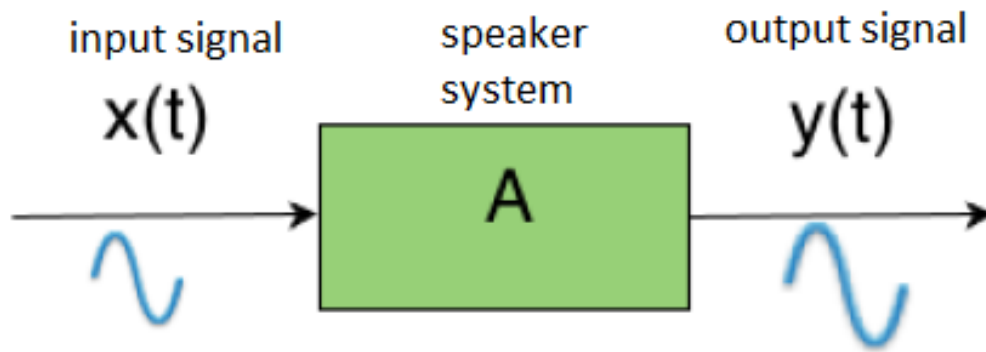 input signal
x(t)
speaker
system
A
output signal
y(t)